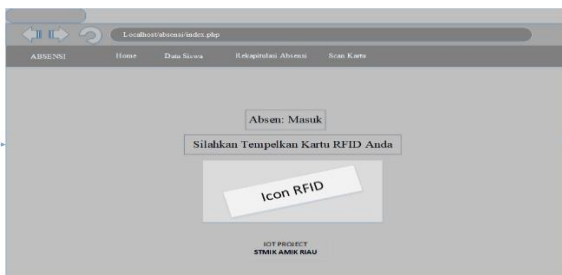 Localhost/absensi/index.php
ABSENSI Home Data Siswa Rekapitulasi Absensi Scan Kartu
Absen: Masuk
Silahkan Tempelkan Kartu RFID Anda
Icon RFID
IOT PROJECT
STMIK AMIK RIAU